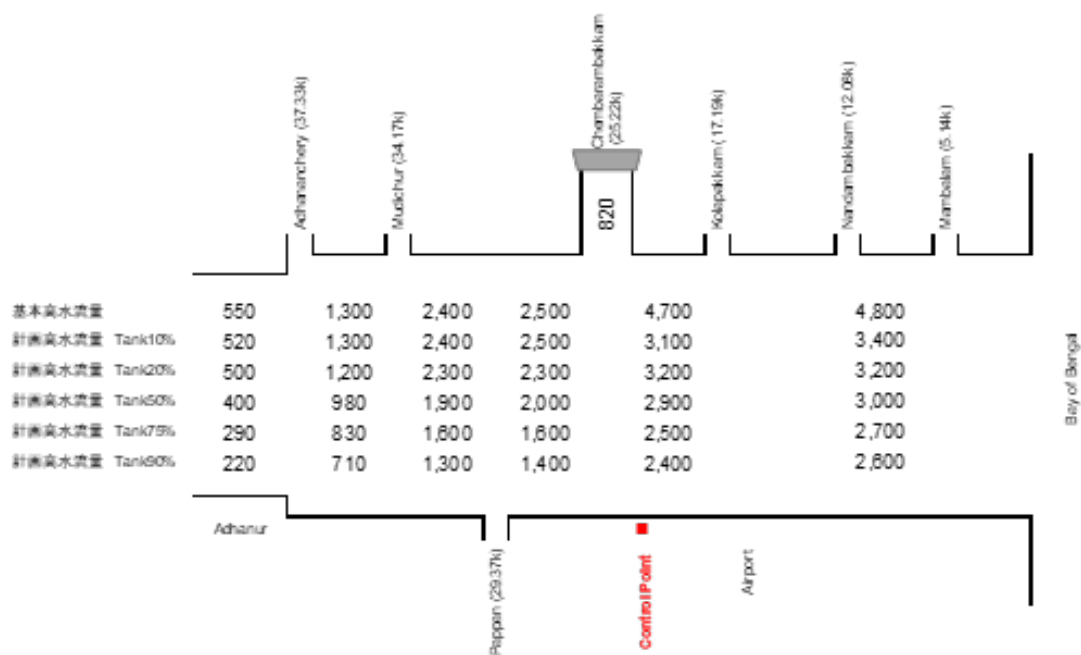 Adhanancherry (37.33k)
Mudichur (34.17k)
Chembarambakkam
(25.22k)
Kolapakkam (17.19k)
Nandambakkam (12.06k)
Mambalam (5.14k)
820
基本高水流量 550 1,300 2,400 2,500 4,700 4,800
計画高水流量 Tank10% 520 1,300 2,400 2,500 3,100 3,400
計画高水流量 Tank20% 500 1,200 2,300 2,300 3,200 3,200
計画高水流量 Tank50% 400 980 1,900 2,000 2,900 3,000
計画高水流量 Tank75% 290 830 1,600 1,600 2,500 2,700
計画高水流量 Tank90% 220 710 1,300 1,400 2,400 2,600
Bay of Bengal
Adhanur
Pappan (29.37k)
Control Point
Airport